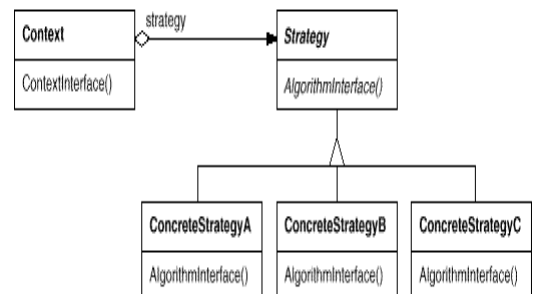 strategy
Context
Strategy
ContextInterface()
AlgorithmInterface()
ConcreteStrategyA
ConcreteStrategyB
ConcreteStrategyC
AlgorithmInterface()
AlgorithmInterface()
AlgorithmInterface()